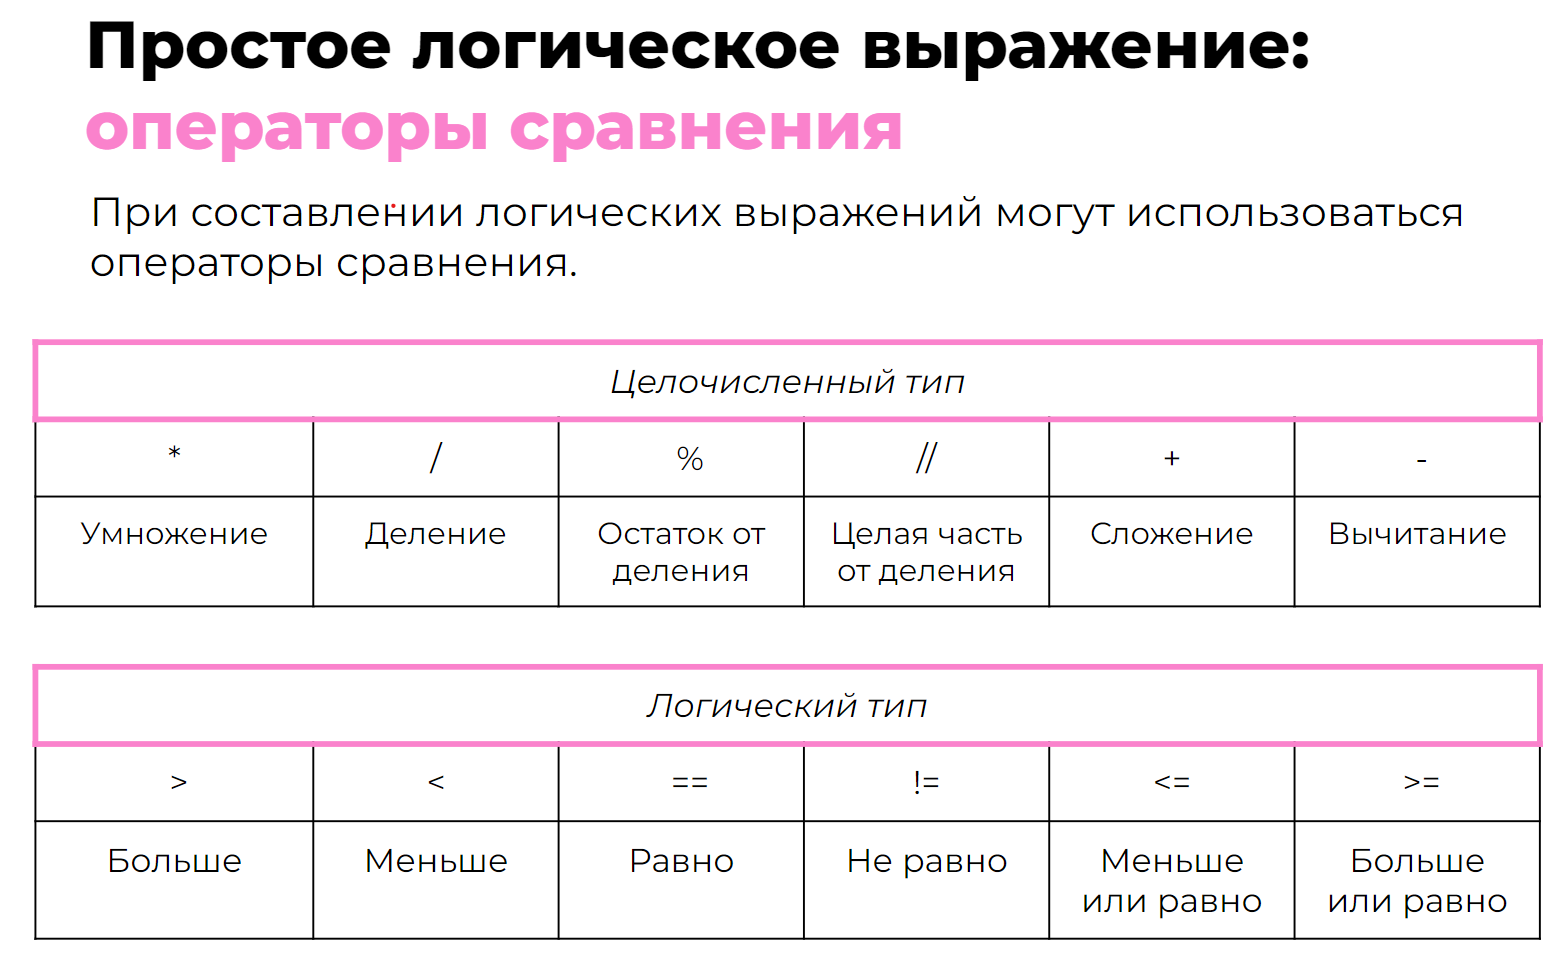 Простое логическое выражение:
операторы сравнения
При составлении логических выражений могут использоваться
операторы сравнения.
Целочисленный тип
* / % // + -
Умножение Деление Остаток от Целая часть Сложение Вычитание
деления от деления
Логический тип
> < == != <= >=
Больше Меньше Равно Не равно Меньше Больше
или равно или равно